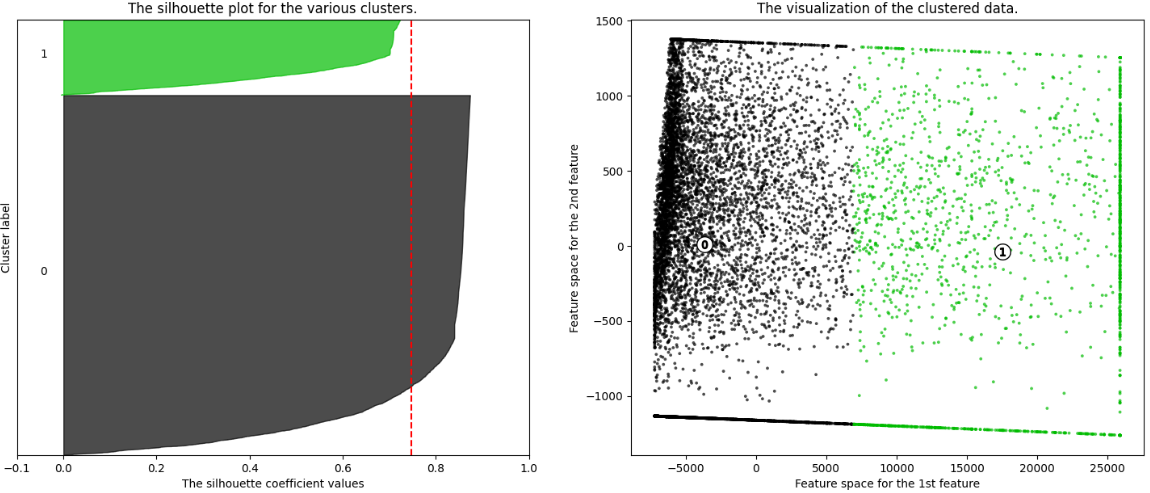 The silhouette plot for the various clusters.
1
0
Cluster label
−0.1 0.0 0.2 0.4 0.6 0.8 1.0
The silhouette coefficient values
The visualization of the clustered data.
1500
1000
500
0
−500
−1000
Feature space for the 2nd feature
0
1
−5000 0 5000 10000 15000 20000 25000
Feature space for the 1st feature